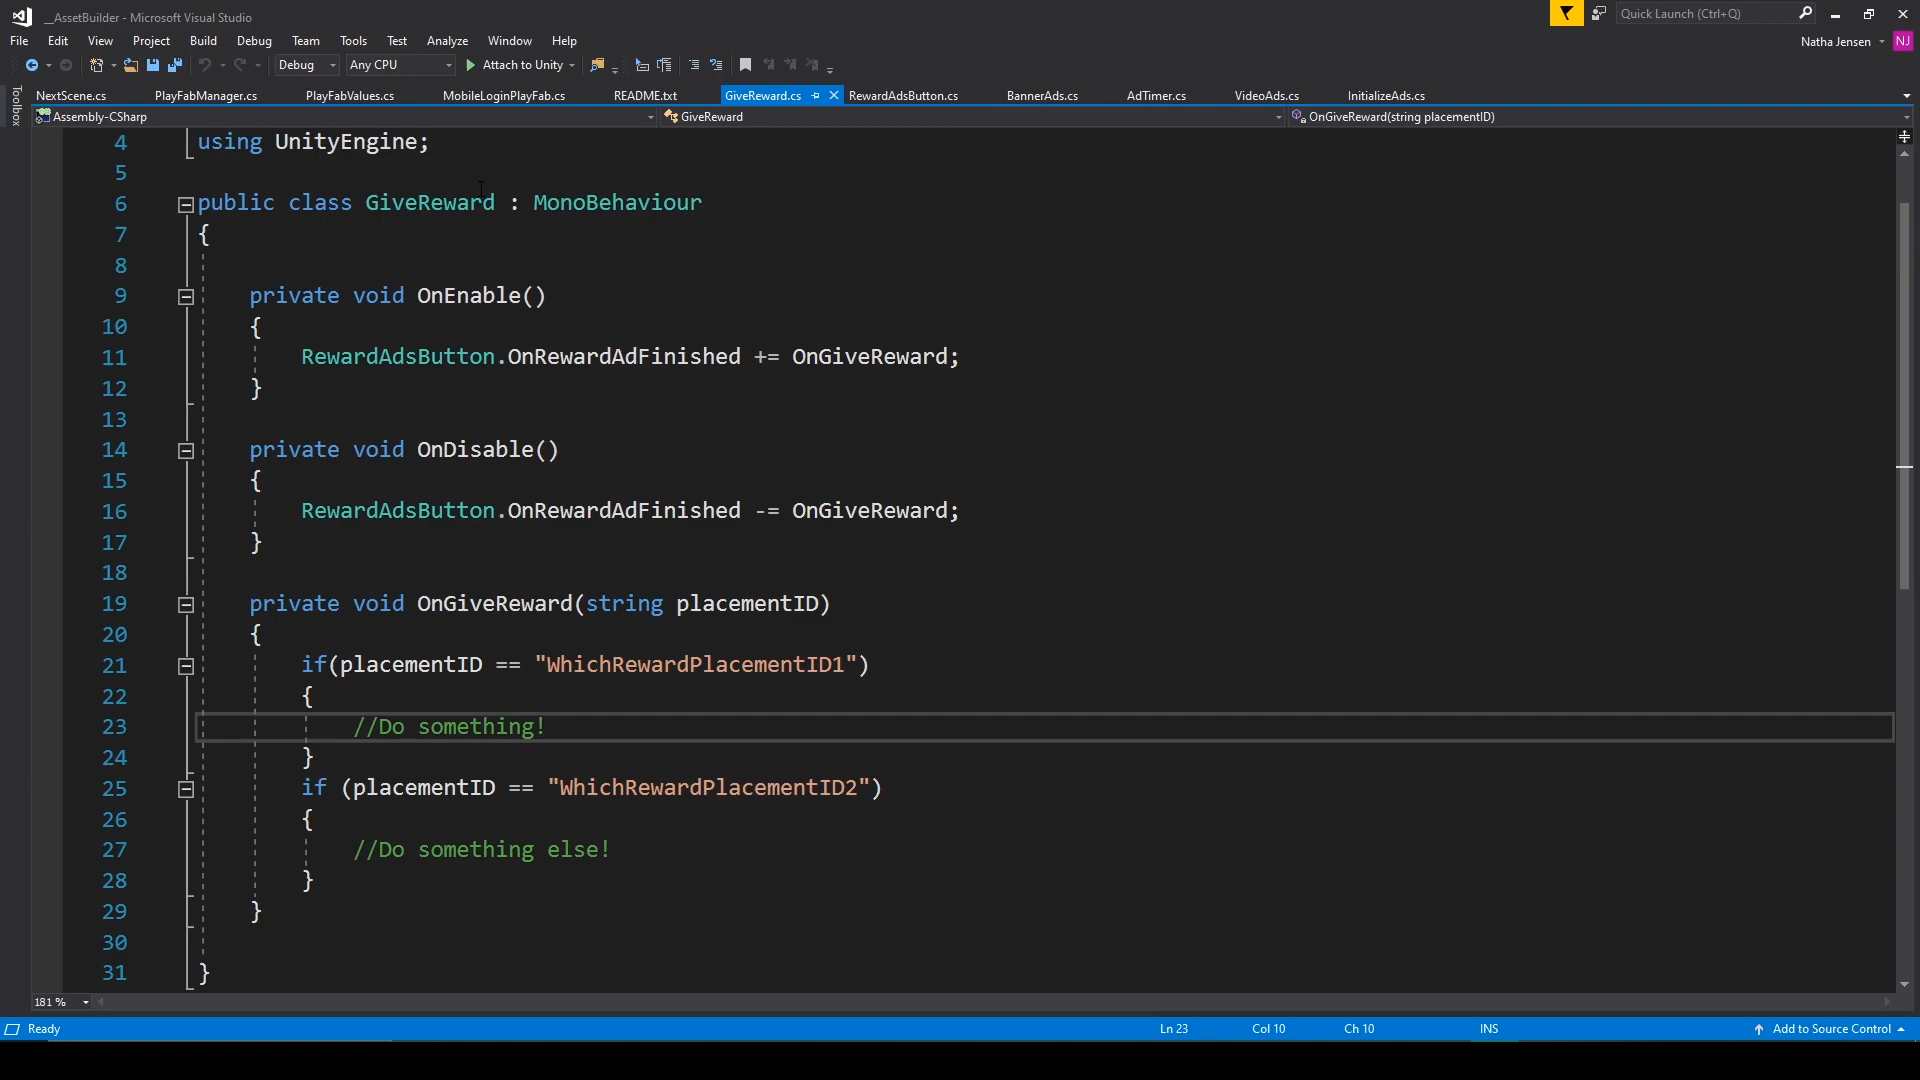 __AssetBuilder - Microsoft Visual Studio
Quick Launch (Ctrl+Q)
File Edit View Project Build Debug Team Tools Test Analyze Window Help
Natha Jensen NJ
Debug Any CPU Attach to Unity
Toolbox
NextScene.cs PlayFabManager.cs PlayFabValues.cs MobileLoginPlayFab.cs README.txt GiveReward.cs RewardAdsButton.cs BannerAds.cs AdTimer.cs VideoAds.cs InitializeAds.cs
Assembly-CSharp GiveReward OnGiveReward(string placementID)
4 using UnityEngine;
5
6 public class GiveReward : MonoBehaviour
7 {
8
9 private void OnEnable()
10 {
11 RewardAdsButton.OnRewardAdFinished += OnGiveReward;
12 }
13
14 private void OnDisable()
15 {
16 RewardAdsButton.OnRewardAdFinished -= OnGiveReward;
17 }
18
19 private void OnGiveReward(string placementID)
20 {
21 if(placementID == "WhichRewardPlacementID1")
22 {
23 //Do something!
24 }
25 if (placementID == "WhichRewardPlacementID2")
26 {
27 //Do something else!
28 }
29 }
30
31 }
181 %
Ready Ln 23 Col 10 Ch 10 INS Add to Source Control